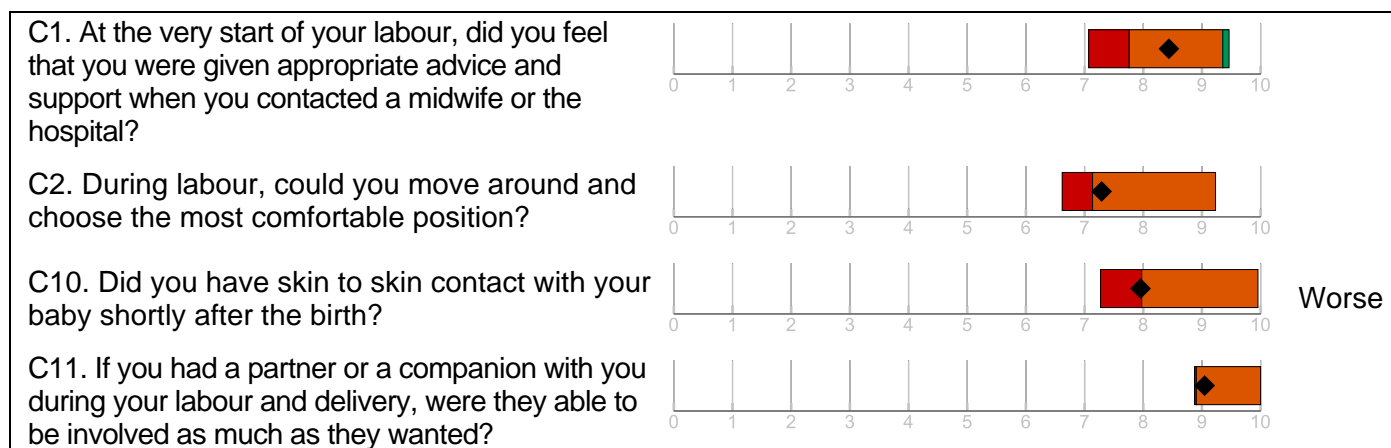 C1. At the very start of your labour, did you feel
that you were given appropriate advice and
support when you contacted a midwife or the
hospital?
0 1 2 3 4 5 6 7 8 9 10
C2. During labour, could you move around and
choose the most comfortable position?
0 1 2 3 4 5 6 7 8 9 10
C10. Did you have skin to skin contact with your
baby shortly after the birth?
Worse
0 1 2 3 4 5 6 7 8 9 10
C11. If you had a partner or a companion with you
during your labour and delivery, were they able to
be involved as much as they wanted?
0 1 2 3 4 5 6 7 8 9 10